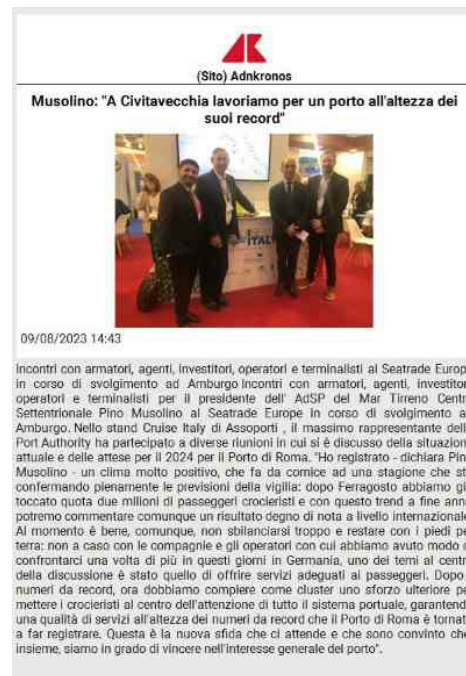 (Sito) Adnkronos
Musolino: "A Civitavecchia lavoriamo per un porto all'altezza dei
suoi record"
ITAL
09/08/2023 14:43
Incontri con armatori, agenti, investitori, operatori e terminalisti al Seatrade Europ
in corso di svolgimento ad Amburgo Incontri con armatori, agenti, investitor
operatori e terminalisti per il presidente dell' AdSP del Mar Tirreno Centr
Settentrionale Pino Musolino al Seatrade Europe in corso di svolgimento a
Amburgo. Nello stand Cruise Italy di Assoporti , il massimo rappresentante dell
Port Authority ha partecipato a diverse riunioni in cui si è discusso della situazion
attuale e delle attese per il 2024 per il Porto di Roma. "Ho registrato - dichiara Pin
Musolino - un clima molto positivo, che fa da cornice ad una stagione che st
confermando pienamente le previsioni della vigilia: dopo Ferragosto abbiamo gi
toccato quota due milioni di passeggeri crocieristi e con questo trend a fine ann
potremo commentare comunque un risultato degno di nota a livello internazionale
Al momento è bene, comunque, non sbilanciarsi troppo e restare con i piedi pe
terra: non a caso con le compagnie e gli operatori con cui abbiamo avuto modo d
confrontarci una volta di più in questi giorni in Germania, uno dei temi al centr
della discussione è stato quello di offrire servizi adeguati ai passeggeri. Dopo
numeri da record, ora dobbiamo compiere come cluster uno sforzo ulteriore pe
mettere i crocieristi al centro dell'attenzione di tutto il sistema portuale, garantend
una qualità di servizi all'altezza dei numeri da record che il Porto di Roma è tornat
a far registrare. Questa è la nuova sfida che ci attende e che sono convinto che
insieme, siamo in grado di vincere nell'interesse generale del porto".